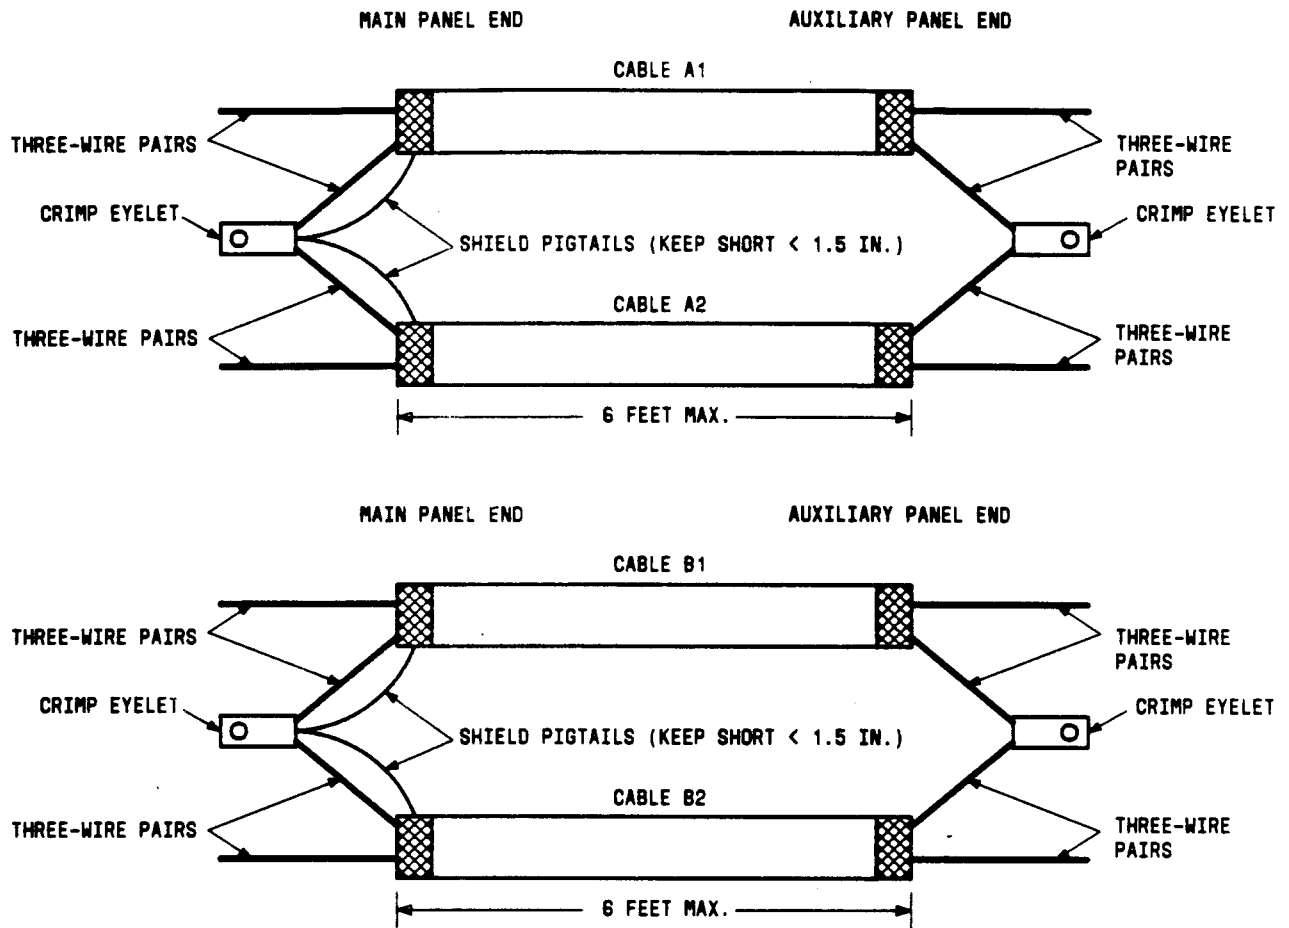 MAIN PANEL END
AUXILIARY PANEL END
CABLE A1
THREE-WIRE PAIRS
THREE-WIRE
PAIRS
CRIMP EYELET
CRIMP EYELET
SHIELD PIGTAILS (KEEP SHORT < 1.5 IN.)
CABLE A2
THREE-WIRE PAIRS
THREE-WIRE
PAIRS
6 FEET MAX.
MAIN PANEL END
AUXILIARY PANEL END
CABLE B1
THREE-WIRE PAIRS
THREE-WIRE
PAIRS
CRIMP EYELET
CRIMP EYELET
SHIELD PIGTAILS (KEEP SHORT < 1.5 IN.)
CABLE B2
THREE-WIRE PAIRS
THREE-WIRE
PAIRS
6 FEET MAX.